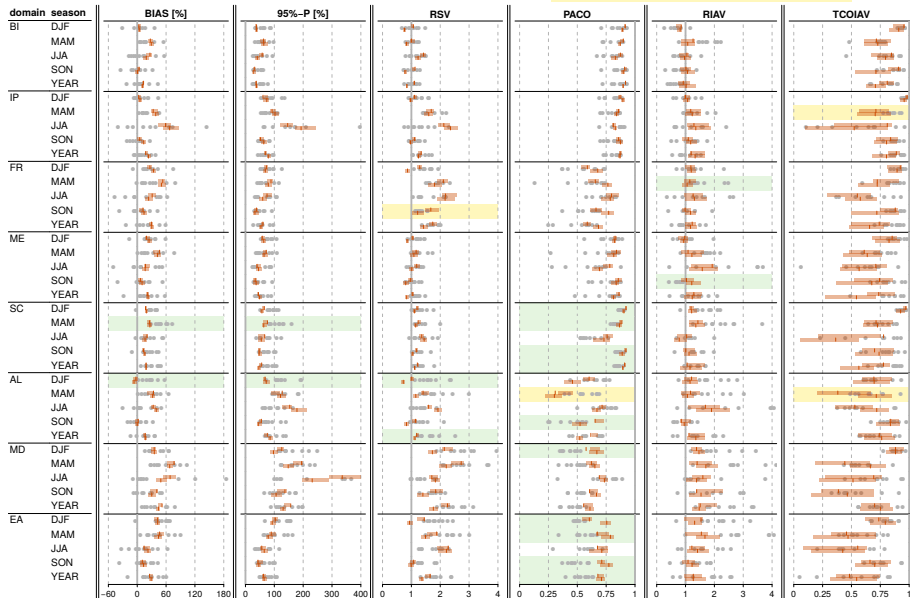 domain season BIAS [%] 95%-P [%] RSV PACO RIAV TCOIAV
BI DJF
MAM
JJA
SON
YEAR
IP DJF
MAM
JJA
SON
YEAR
FR DJF
MAM
JJA
SON
YEAR
ME DJF
MAM
JJA
SON
YEAR
SC DJF
MAM
JJA
SON
YEAR
AL DJF
MAM
JJA
SON
YEAR
MD DJF
MAM
JJA
SON
YEAR
EA DJF
MAM
JJA
SON
YEAR
−60 0 60 120 180 0 100 200 300 400 0 1 2 3 4 0 0.25 0.5 0.75 1 0 1 2 3 4 0 0.25 0.5 0.75 1